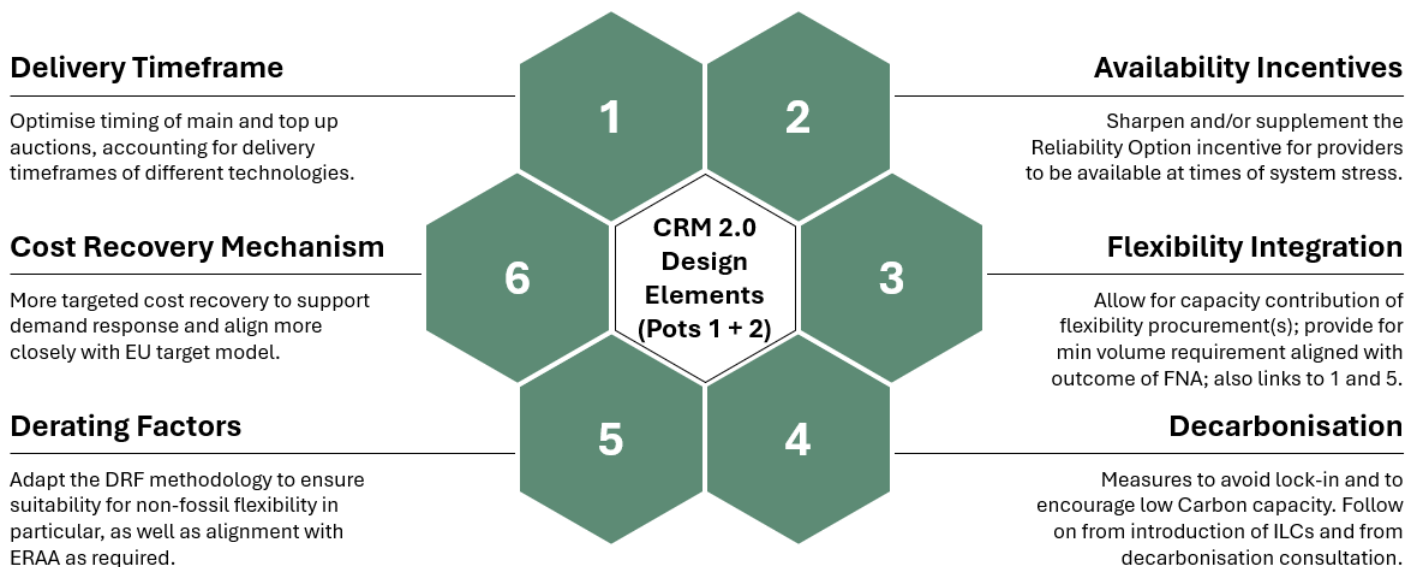 Delivery Timeframe
Optimise timing of main and top up
auctions, accounting for delivery
timeframes of different technologies.
1
2
Availability Incentives
Sharpen and/or supplement the
Reliability Option incentive for providers
to be available at times of system stress.
Cost Recovery Mechanism
More targeted cost recovery to support
demand response and align more
closely with EU target model.
6
CRM 2.0
Design
Elements
(Pots 1 + 2)
3
Flexibility Integration
Allow for capacity contribution of
flexibility procurement(s); provide for
min volume requirement aligned with
outcome of FNA; also links to 1 and 5.
Derating Factors
Adapt the DRF methodology to ensure
suitability for non-fossil flexibility in
particular, as well as alignment with
ERAA as required.
5
4
Decarbonisation
Measures to avoid lock-in and to
encourage low Carbon capacity. Follow
on from introduction of ILCs and from
decarbonisation consultation.